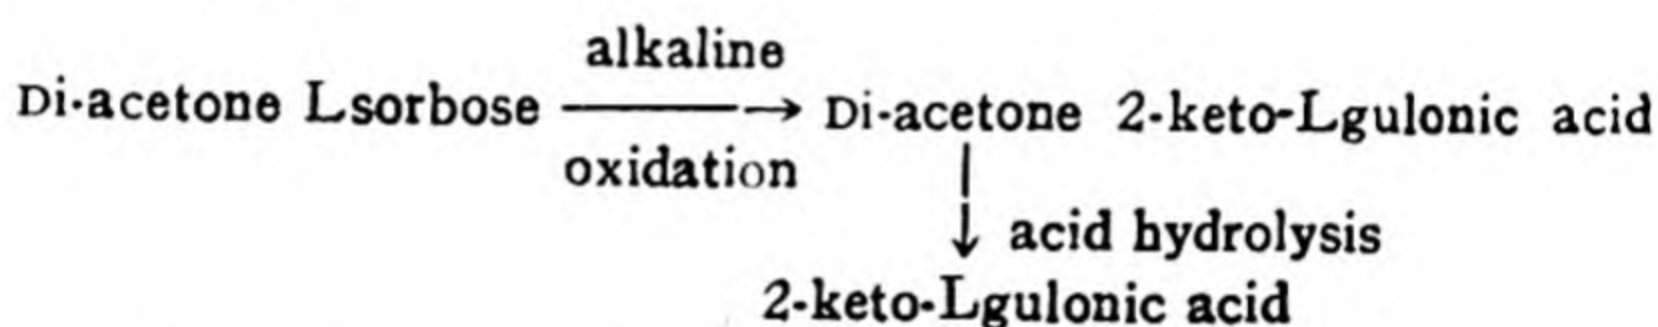 alkaline
Di-acetone Lsorbose ⟶ Di-acetone 2-keto-Lgulonic acid
oxidation
↓ acid hydrolysis
2-keto-Lgulonic acid